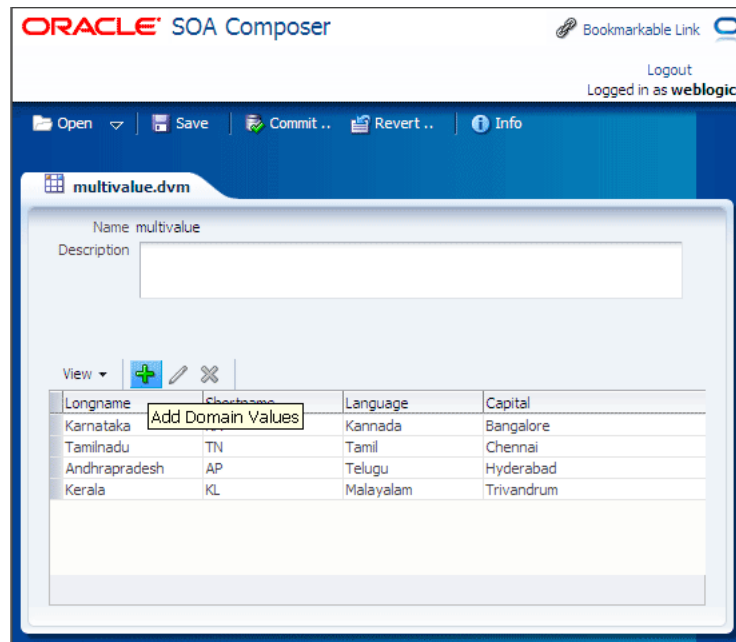 ORACLE SOA Composer
Bookmarkable Link
Logout
Logged in as weblogic
Open Save Commit .. Revert .. Info
multivalue.dvm
Name multivalue
Description
View
Longname Shortname Language Capital
Add Domain Values
Karnataka Kannada Bangalore
Tamilnadu TN Tamil Chennai
Andhrapradesh AP Telugu Hyderabad
Kerala KL Malayalam Trivandrum